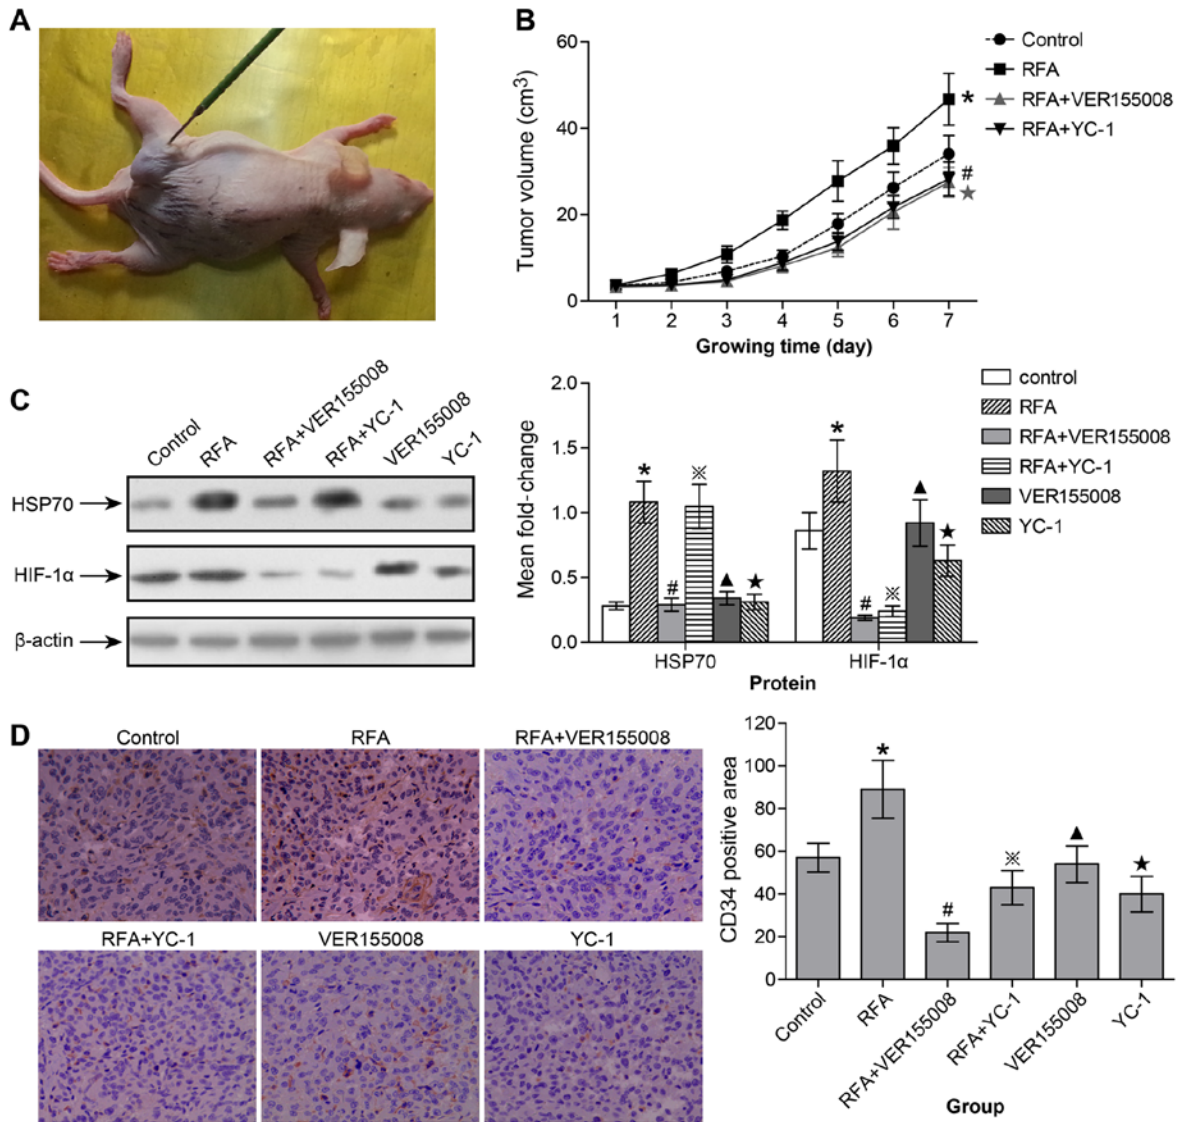 A
B
Tumor volume (cm³)
60
40
20
0
1 2 3 4 5 6 7
Growing time (day)
Control
RFA
RFA+VER155008
RFA+YC-1
*
#
★
C
Control RFA RFA+VER155008 RFA+YC-1 VER155008 YC-1
HSP70
HIF-1α
β-actin
Mean fold-change
2.0
1.5
1.0
0.5
0.0
* # ※ ▲ ★ * # ※ ▲ ★
HSP70 HIF-1α
Protein
control
RFA
RFA+VER155008
RFA+YC-1
VER155008
YC-1
D
Control RFA RFA+VER155008
RFA+YC-1 VER155008 YC-1
CD34 positive area
120
100
80
60
40
20
0
* # ※ ▲ ★
Control RFA RFA+VER155008 RFA+YC-1 VER155008 YC-1
Group